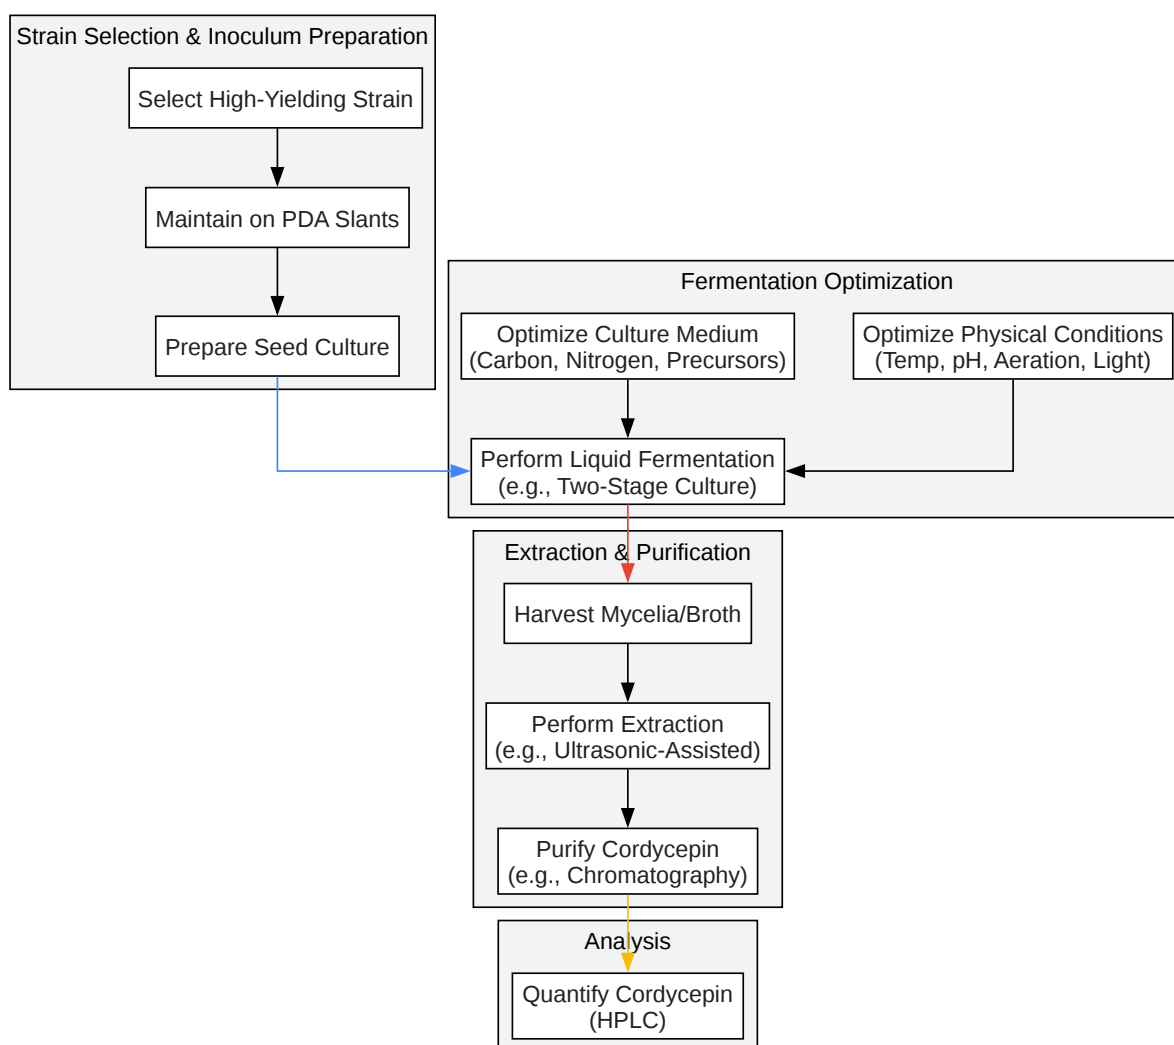 Strain Selection & Inoculum Preparation
Select High-Yielding Strain
Maintain on PDA Slants
Prepare Seed Culture
Fermentation Optimization
Optimize Culture Medium
(Carbon, Nitrogen, Precursors)
Optimize Physical Conditions
(Temp, pH, Aeration, Light)
Perform Liquid Fermentation
(e.g., Two-Stage Culture)
Extraction & Purification
Harvest Mycelia/Broth
Perform Extraction
(e.g., Ultrasonic-Assisted)
Purify Cordycepin
(e.g., Chromatography)
Analysis
Quantify Cordycepin
(HPLC)